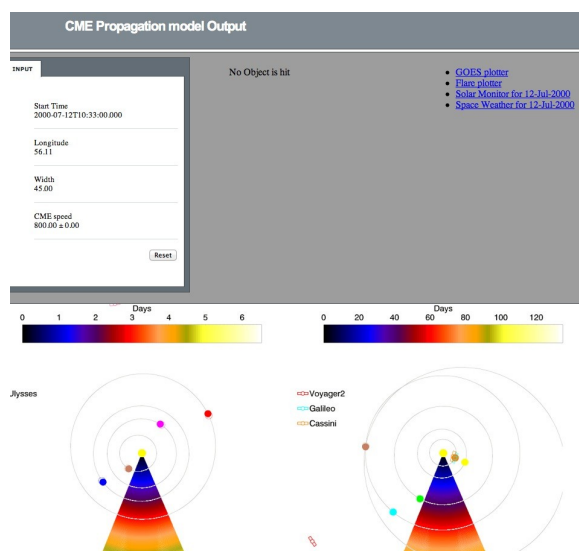 CME Propagation model Output
INPUT
No Object is hit
GOES plotter
Flare plotter
Solar Monitor for 12-Jul-2000
Space Weather for 12-Jul-2000
Start Time
2000-07-12T10:33:00.000
Longitude
56.11
Width
45.00
CME speed
800.00 ± 0.00
Reset
Days
0 1 2 3 4 5 6
Days
0 20 40 60 80 100 120
Jlysses
Voyager2
Galileo
Cassini